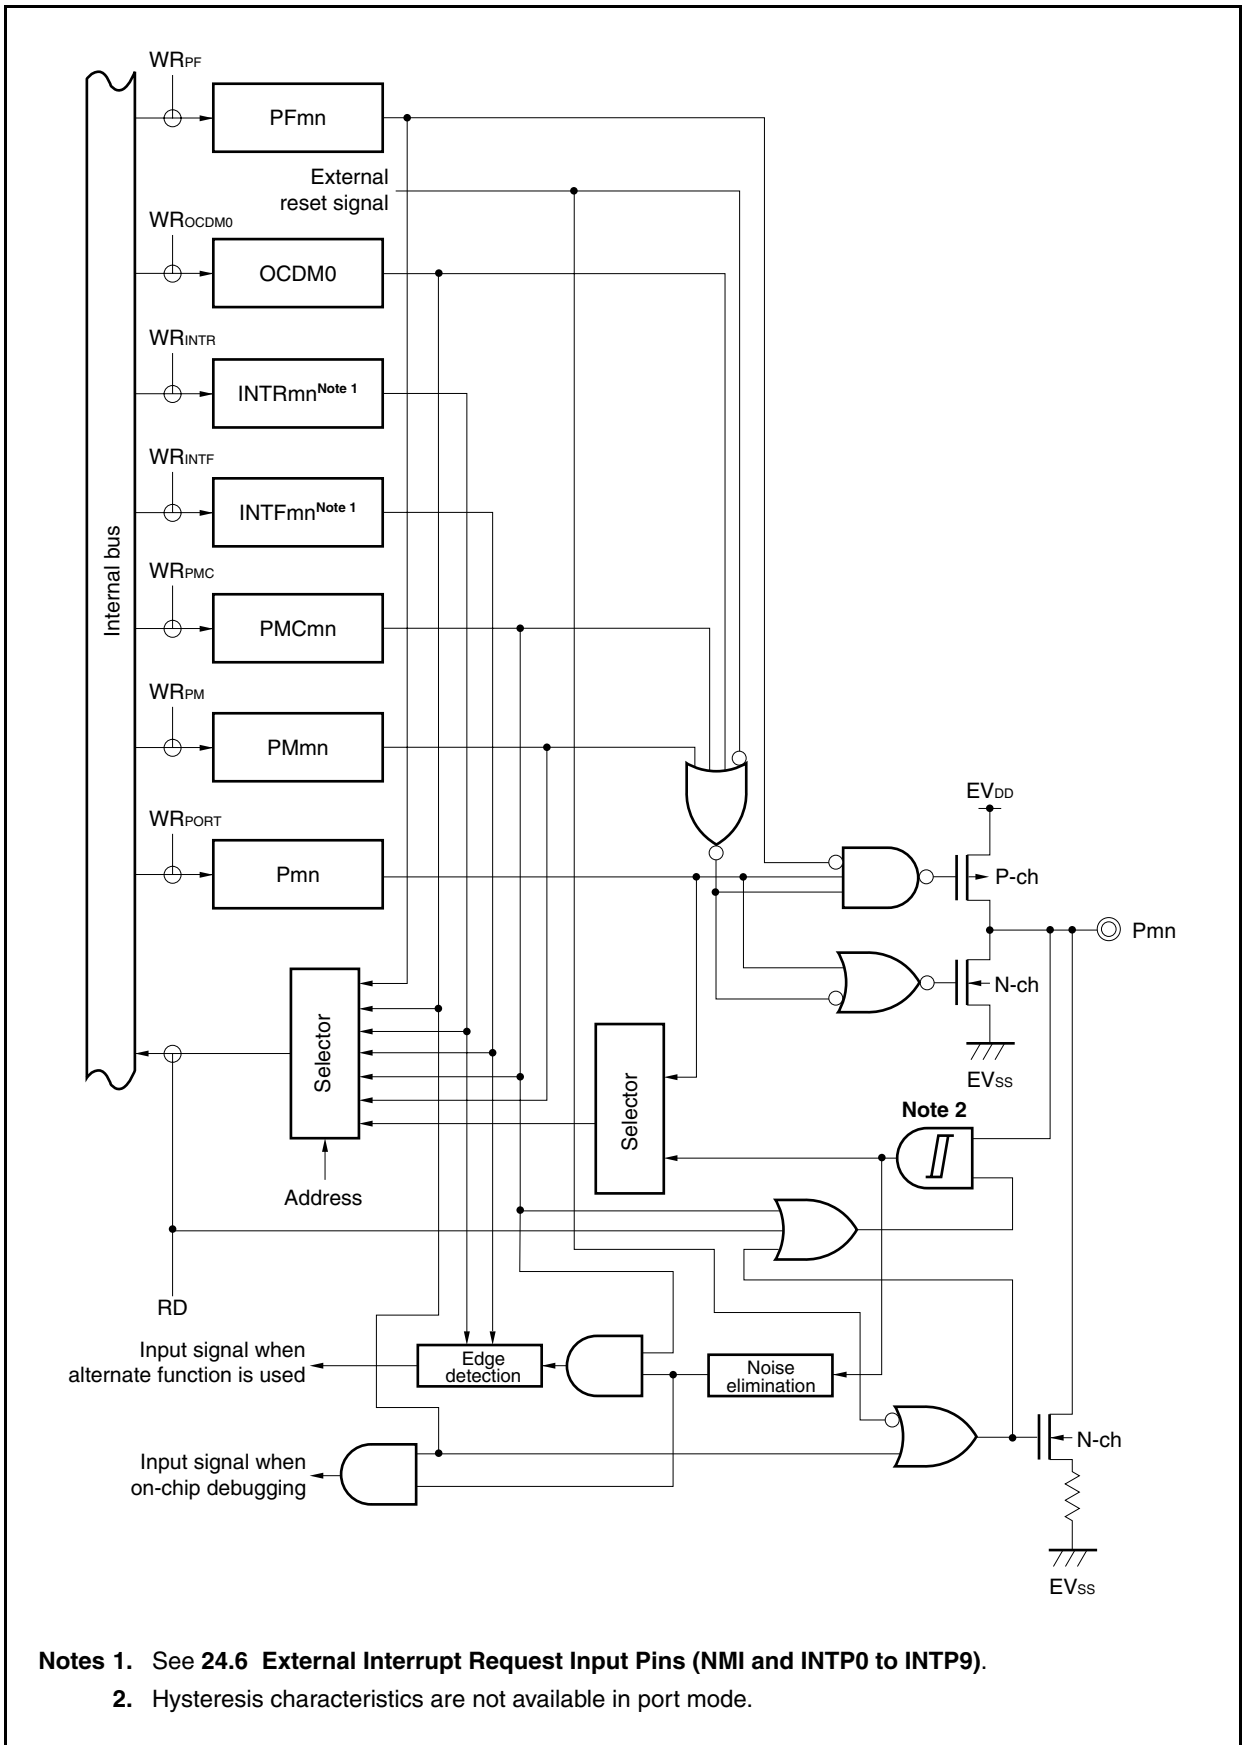 WRPF
PFmn
External
reset signal
WROCDM0
OCDM0
WRINTR
INTRmnNote 1
WRINTF
INTFmnNote 1
Internal bus
WRPMC
PMCmn
WRPM
PMmn
WRPORT
Pmn
EVDD
P-ch
Pmn
N-ch
EVSS
Selector
Selector
Note 2
Address
RD
Input signal when
alternate function is used
Edge
detection
Noise
elimination
N-ch
Input signal when
on-chip debugging
EVSS
Notes 1. See 24.6 External Interrupt Request Input Pins (NMI and INTP0 to INTP9).
2. Hysteresis characteristics are not available in port mode.